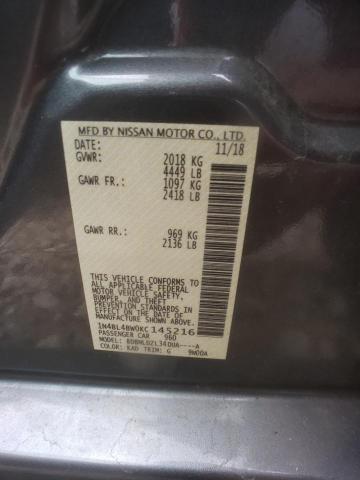 MFD BY NISSAN MOTOR CO., LTD.
DATE: 11/18
GVWR: 2018 KG
4449 LB
GAWR FR: 1097 KG
2418 LB
GAWR RR: 969 KG
2136 LB
THIS VEHICLE CONFORMS TO
ALL APPLICABLE FEDERAL
MOTOR VEHICLE SAFETY,
BUMPER, AND THEFT
PREVENTION STANDARDS
IN EFFECT ON THE DATE OF
MANUFACTURE SHOWN ABOVE.
1N4BL4BW0KC145216
PASSENGER CAR 960
MODEL: BDBNLDZL34DUA----A
COLOR: KAD TRIM: G 9W00A